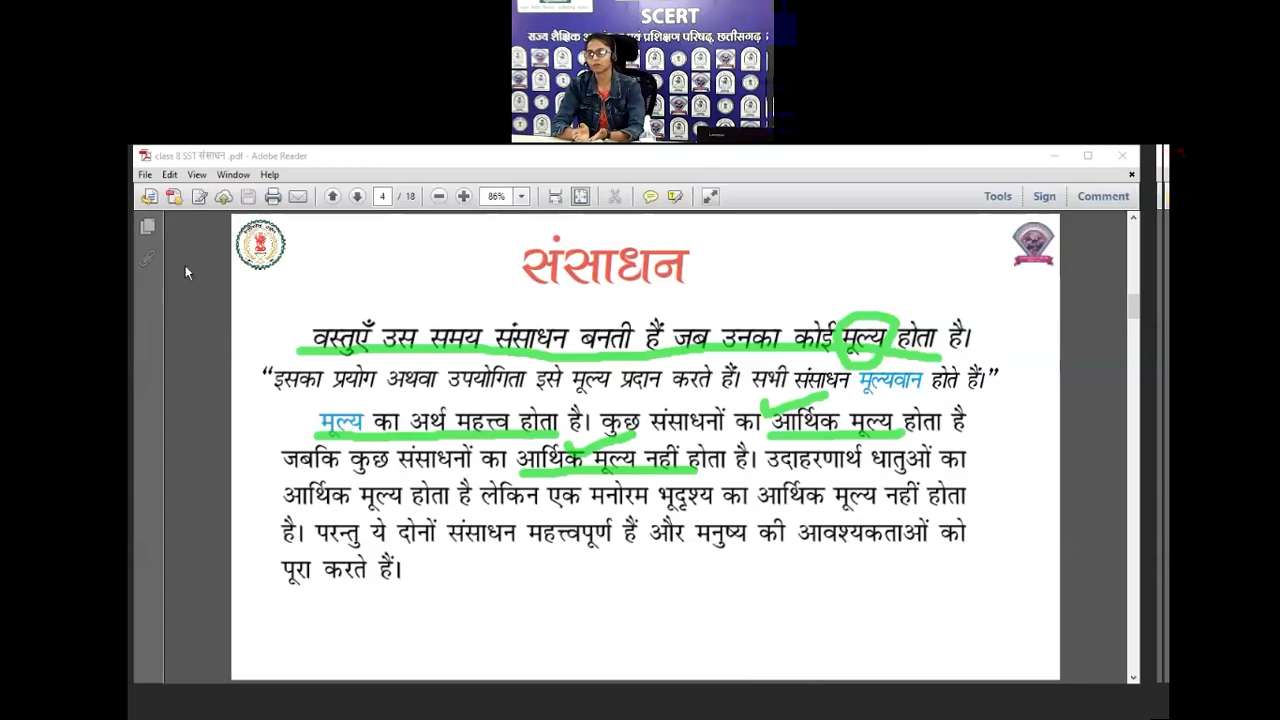 SCERT
राज्य शैक्षिक अ एवं प्रशिक्षण परिषद्, छत्तीसगढ़
class 8 SST संसाधन .pdf - Adobe Reader
File Edit View Window Help
4 / 18 86% Tools Sign Comment
संसाधन
वस्तुएँ उस समय संसाधन बनती हैं जब उनका कोई मूल्य होता है।
“इसका प्रयोग अथवा उपयोगिता इसे मूल्य प्रदान करते हैं। सभी संसाधन मूल्यवान होते हैं।”
मूल्य का अर्थ महत्त्व होता है। कुछ संसाधनों का आर्थिक मूल्य होता है
जबकि कुछ संसाधनों का आर्थिक मूल्य नहीं होता है। उदाहरणार्थ धातुओं का
आर्थिक मूल्य होता है लेकिन एक मनोरम भूदृश्य का आर्थिक मूल्य नहीं होता
है। परन्तु ये दोनों संसाधन महत्त्वपूर्ण हैं और मनुष्य की आवश्यकताओं को
पूरा करते हैं।